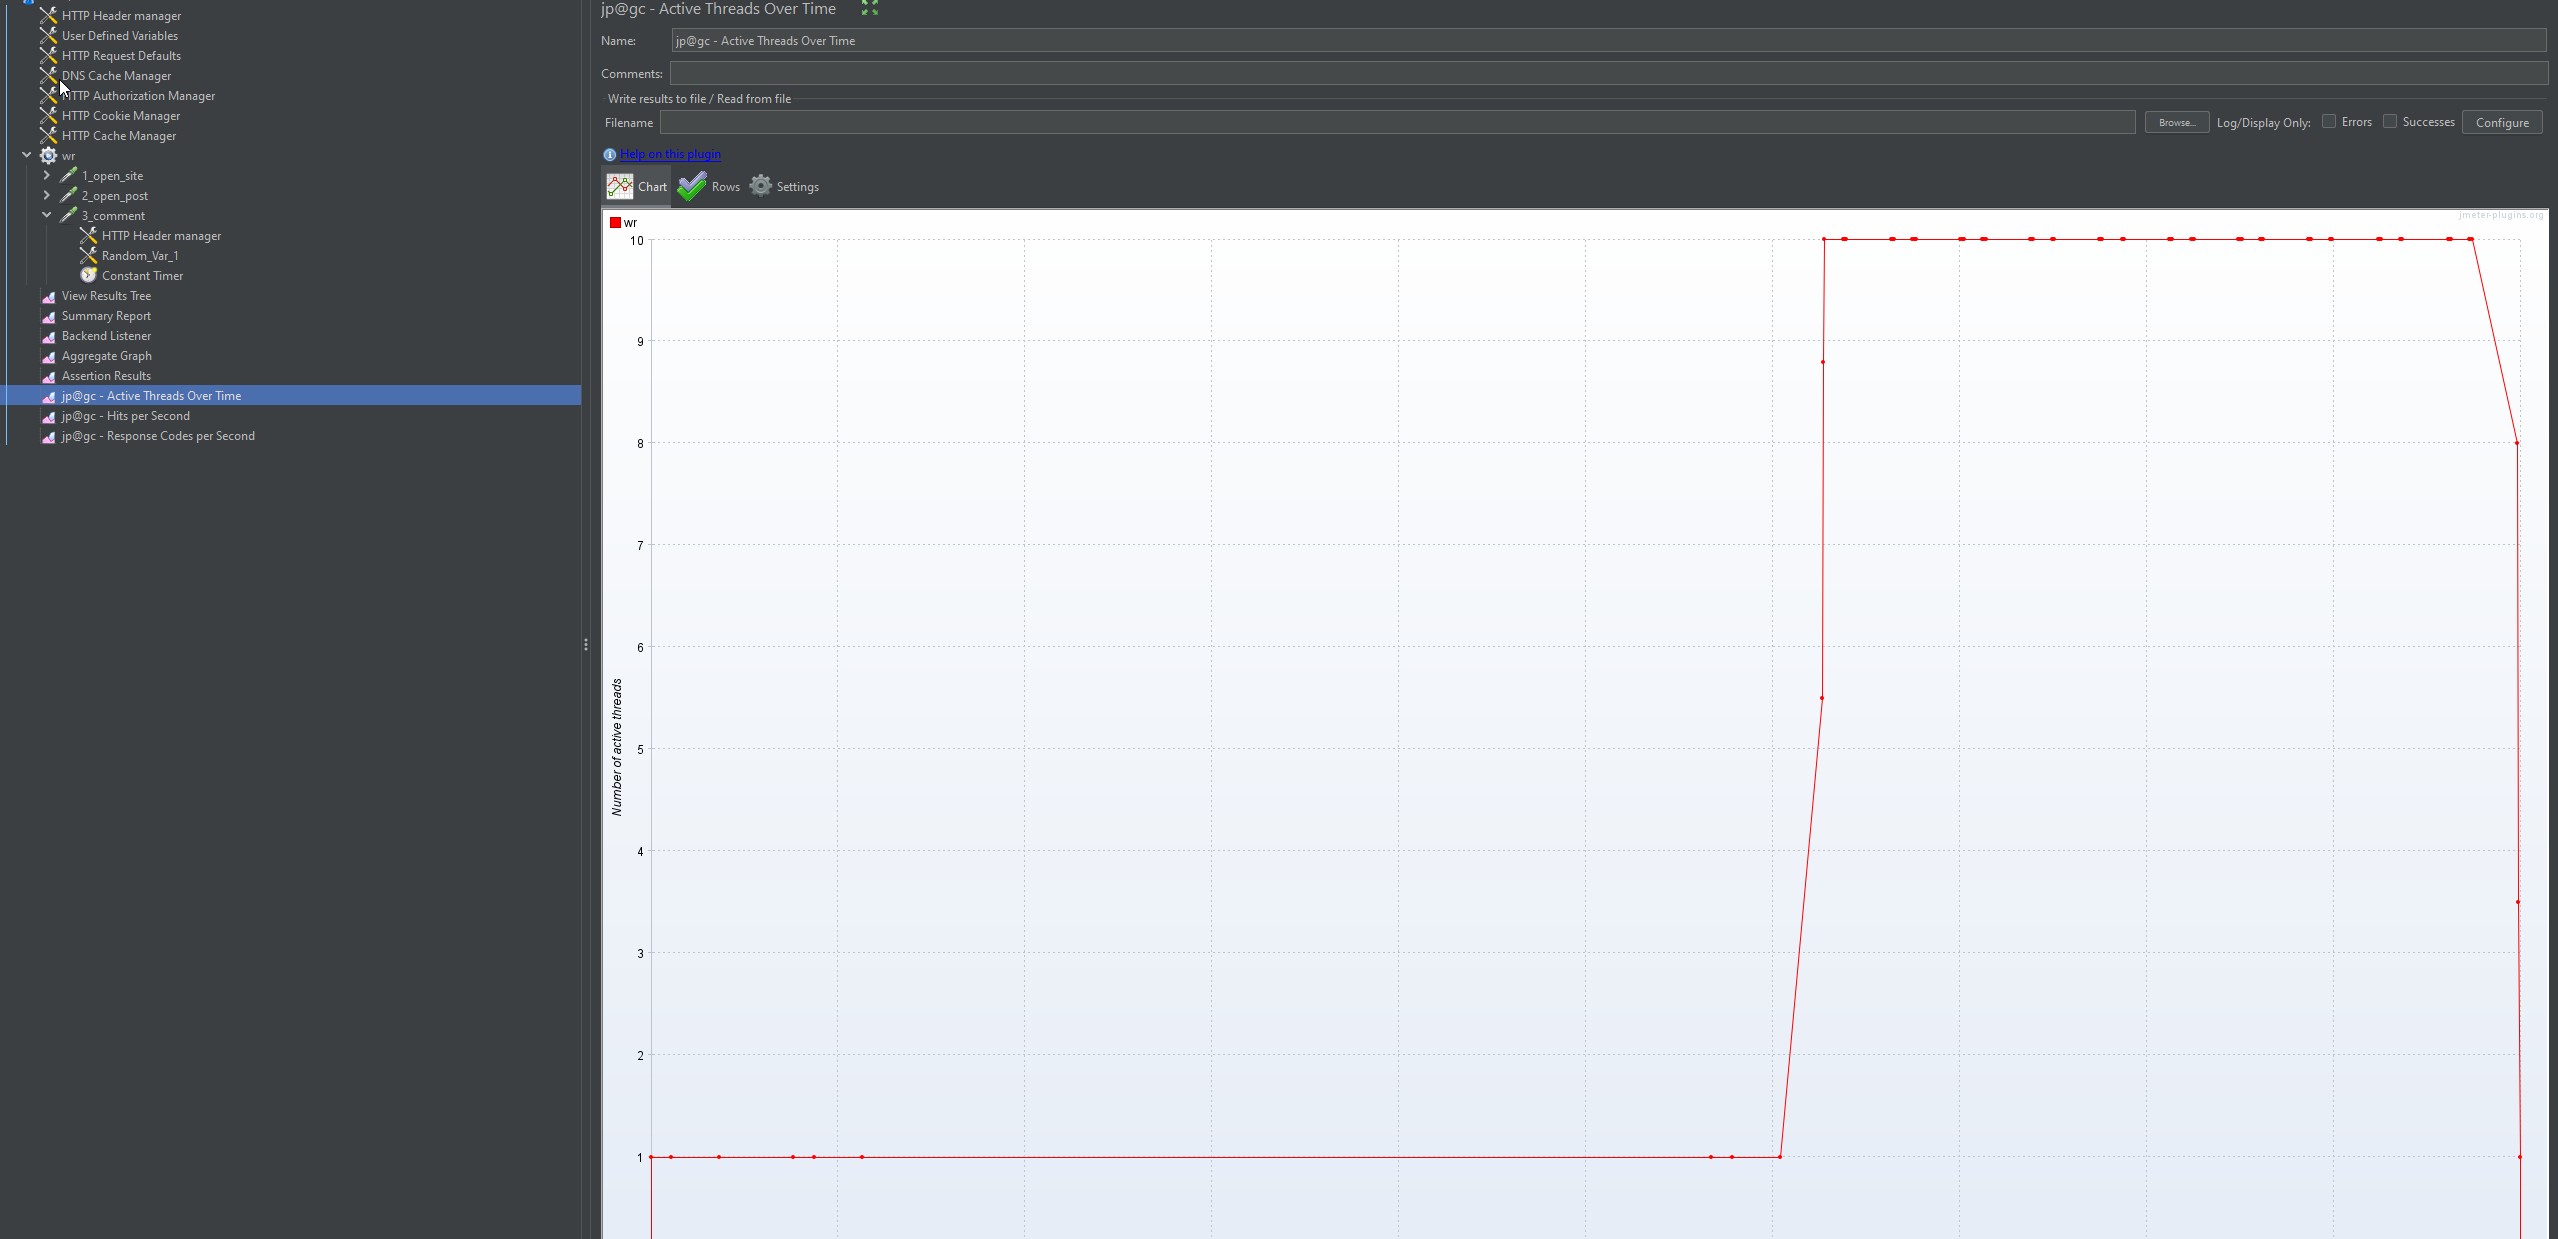 HTTP Header manager
User Defined Variables
HTTP Request Defaults
DNS Cache Manager
HTTP Authorization Manager
HTTP Cookie Manager
HTTP Cache Manager
wr
1_open_site
2_open_post
3_comment
HTTP Header manager
Random_Var_1
Constant Timer
View Results Tree
Summary Report
Backend Listener
Aggregate Graph
Assertion Results
jp@gc - Active Threads Over Time
jp@gc - Hits per Second
jp@gc - Response Codes per Second
jp@gc - Active Threads Over Time
Name: jp@gc - Active Threads Over Time
Comments:
Write results to file / Read from file
Filename Browse... Log/Display Only: Errors Successes Configure
Help on this plugin
Chart Rows Settings
wr
jmeter-plugins.org
10
9
8
7
6
5
4
3
2
1
Number of active threads